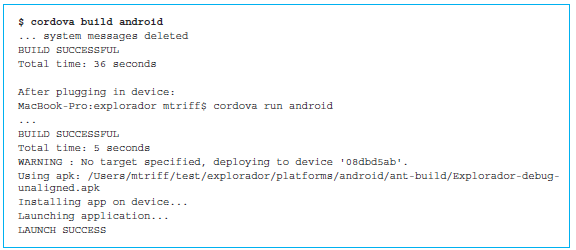 $ cordova build android
... system messages deleted
BUILD SUCCESSFUL
Total time: 36 seconds
After plugging in device:
MacBook-Pro:explorador mtriff$ cordova run android
...
BUILD SUCCESSFUL
Total time: 5 seconds
WARNING : No target specified, deploying to device '08dbd5ab'.
Using apk: /Users/mtriff/test/explorador/platforms/android/ant-build/Explorador-debug-
unaligned.apk
Installing app on device...
Launching application...
LAUNCH SUCCESS